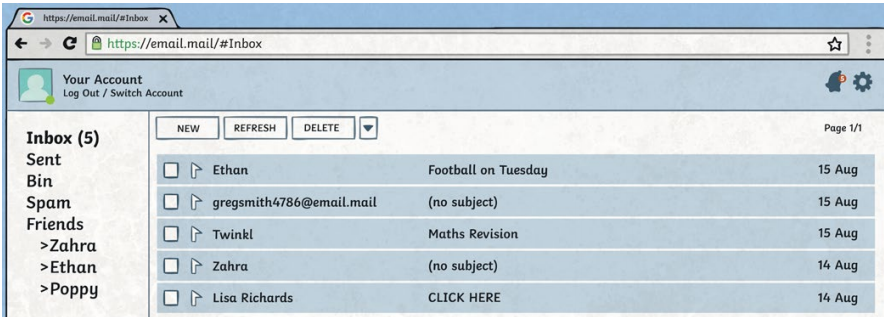 https://email.mail/#Inbox
https://email.mail/#Inbox
Your Account
Log Out / Switch Account
5
Inbox (5)
Sent
Bin
Spam
Friends
>Zahra
>Ethan
>Poppy
NEW REFRESH DELETE Page 1/1
Ethan Football on Tuesday 15 Aug
gregsmith4786@email.mail (no subject) 15 Aug
Twinkl Maths Revision 15 Aug
Zahra (no subject) 14 Aug
Lisa Richards CLICK HERE 14 Aug